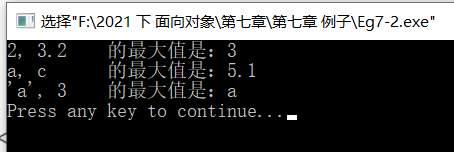 选择"F:\2021 下 面向对象\第七章\第七章 例子\Eg7-2.exe"
2, 3.2   的最大值是：3
a, c     的最大值是：5.1
'a', 3   的最大值是：a
Press any key to continue...